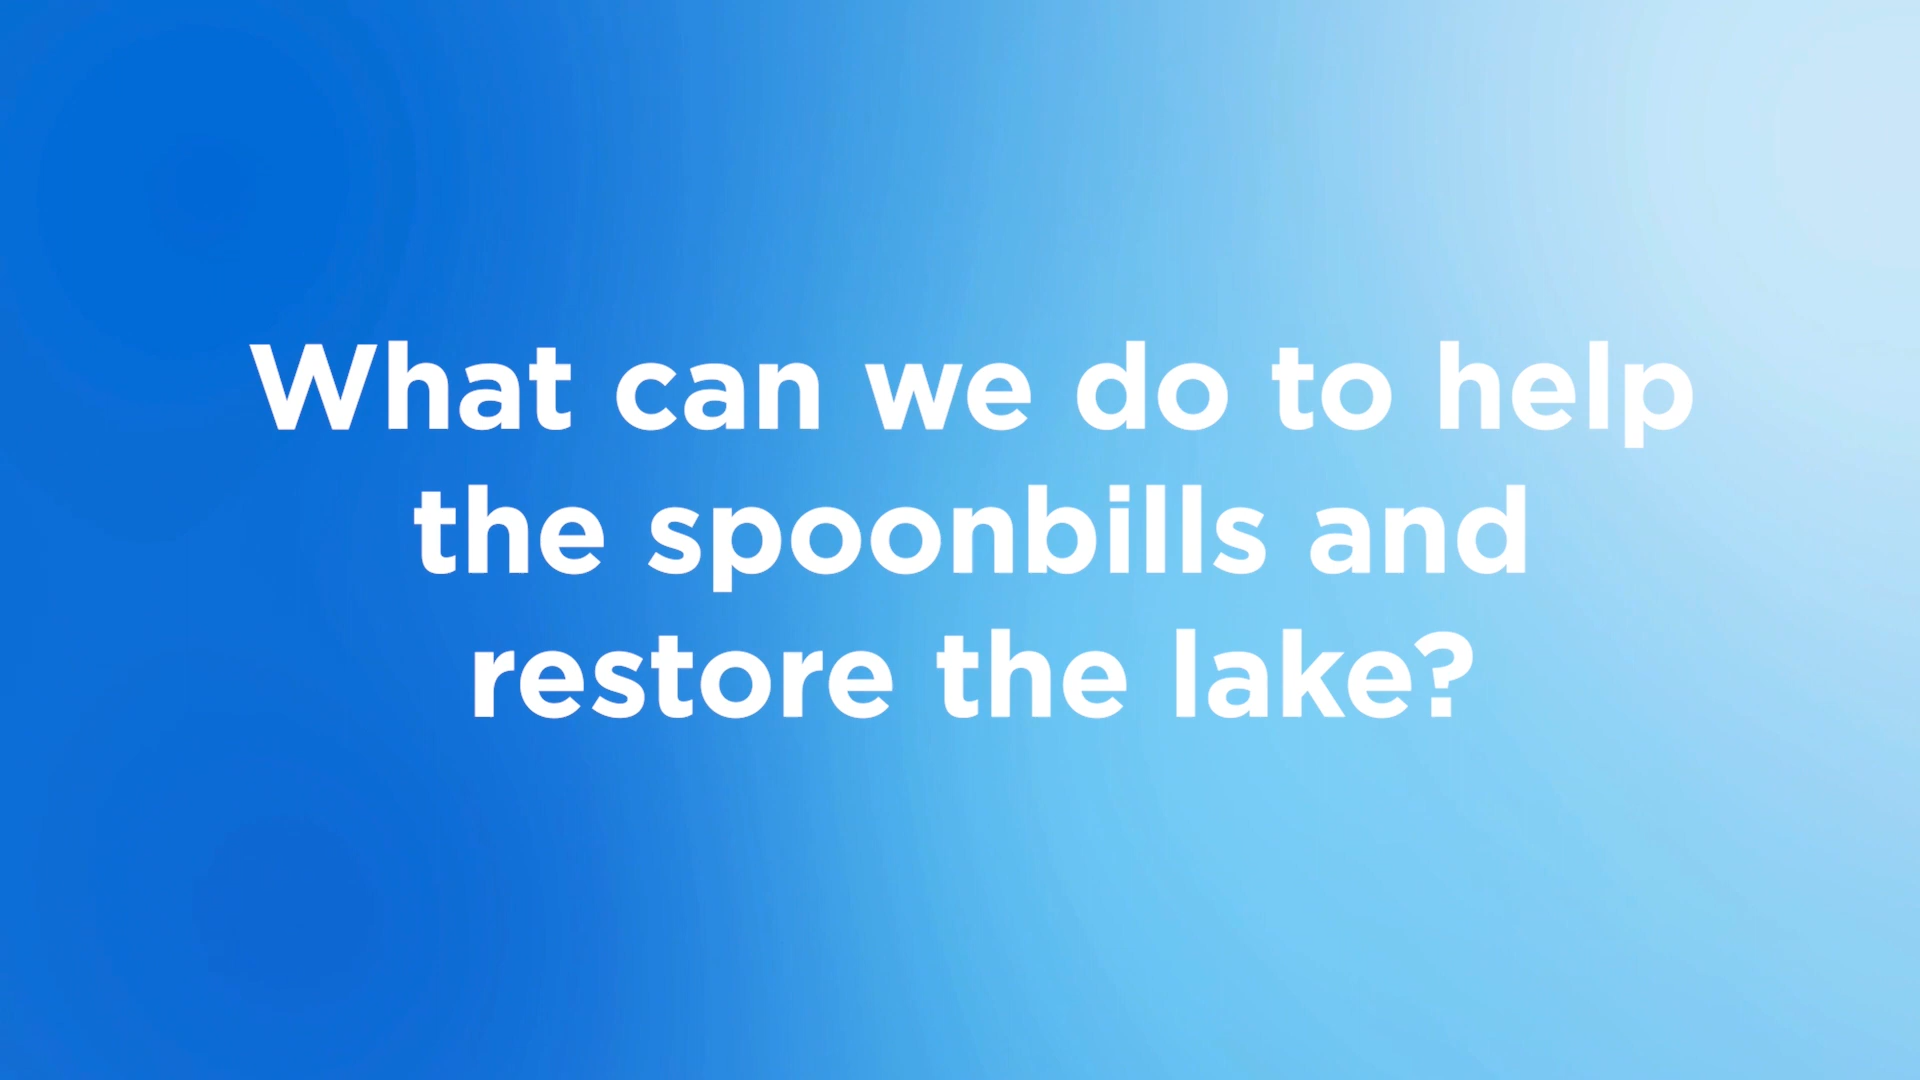 What can we do to help
the spoonbills and
restore the lake?